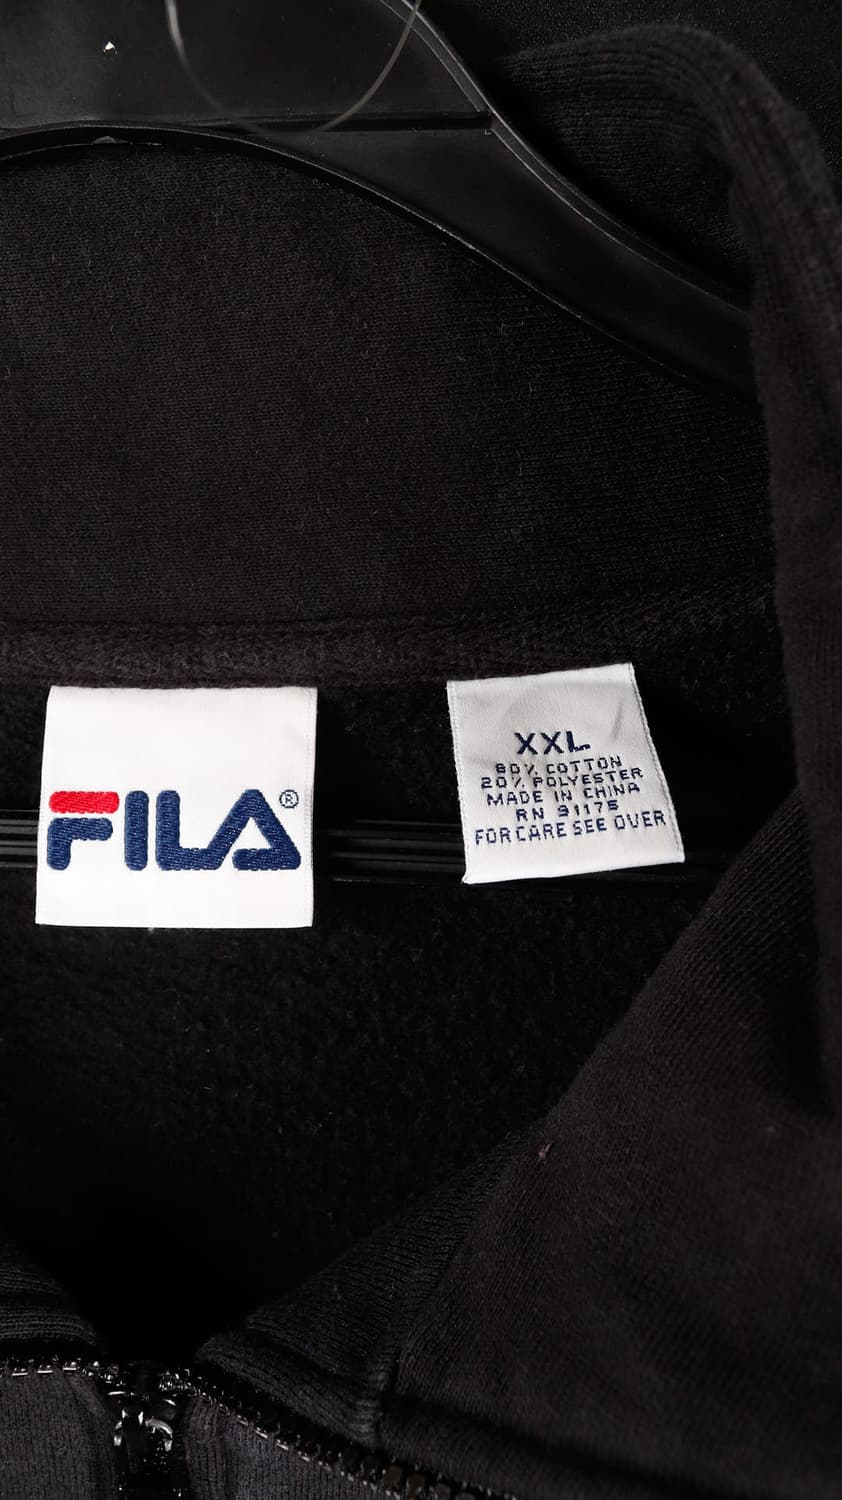 FILA®
XXL
80% COTTON
20% POLYESTER
MADE IN CHINA
RN 91175
FOR CARE SEE OVER